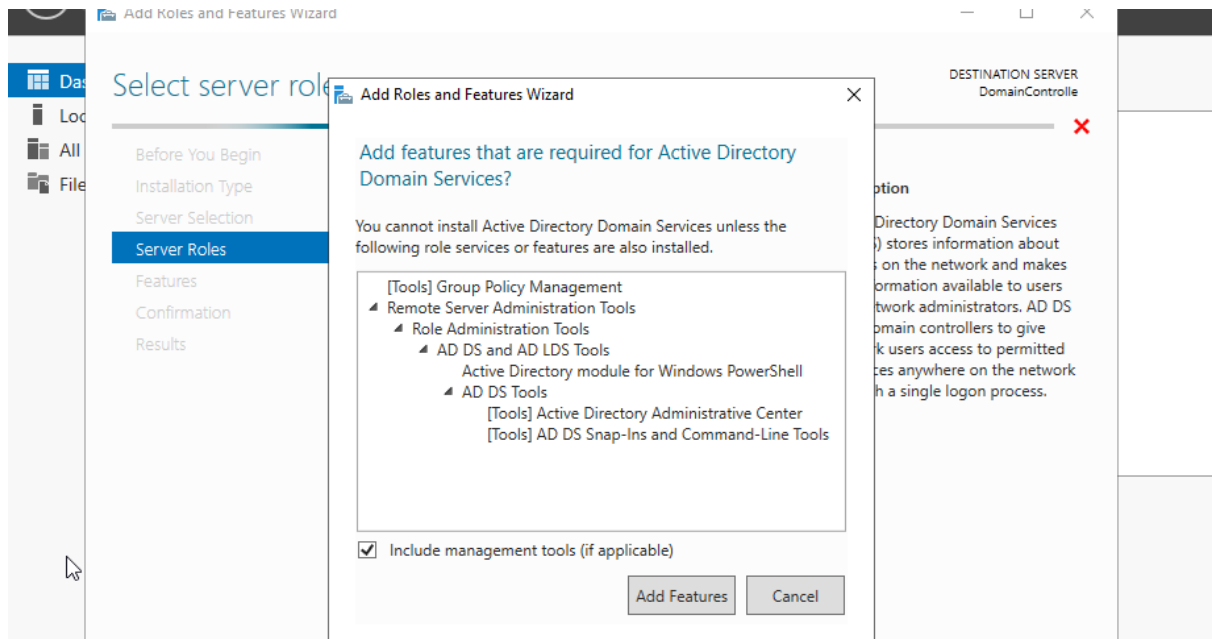 Add Roles and Features Wizard
Select server role
DESTINATION SERVER
DomainControlle
Das
Loc
All
File
Before You Begin
Installation Type
Server Selection
Server Roles
Features
Confirmation
Results
Add Roles and Features Wizard
Add features that are required for Active Directory
Domain Services?
You cannot install Active Directory Domain Services unless the
following role services or features are also installed.
[Tools] Group Policy Management
Remote Server Administration Tools
Role Administration Tools
AD DS and AD LDS Tools
Active Directory module for Windows PowerShell
AD DS Tools
[Tools] Active Directory Administrative Center
[Tools] AD DS Snap-Ins and Command-Line Tools
Include management tools (if applicable)
Add Features
Cancel
ption
Directory Domain Services
) stores information about
on the network and makes
ormation available to users
twork administrators. AD DS
omain controllers to give
k users access to permitted
ces anywhere on the network
h a single logon process.